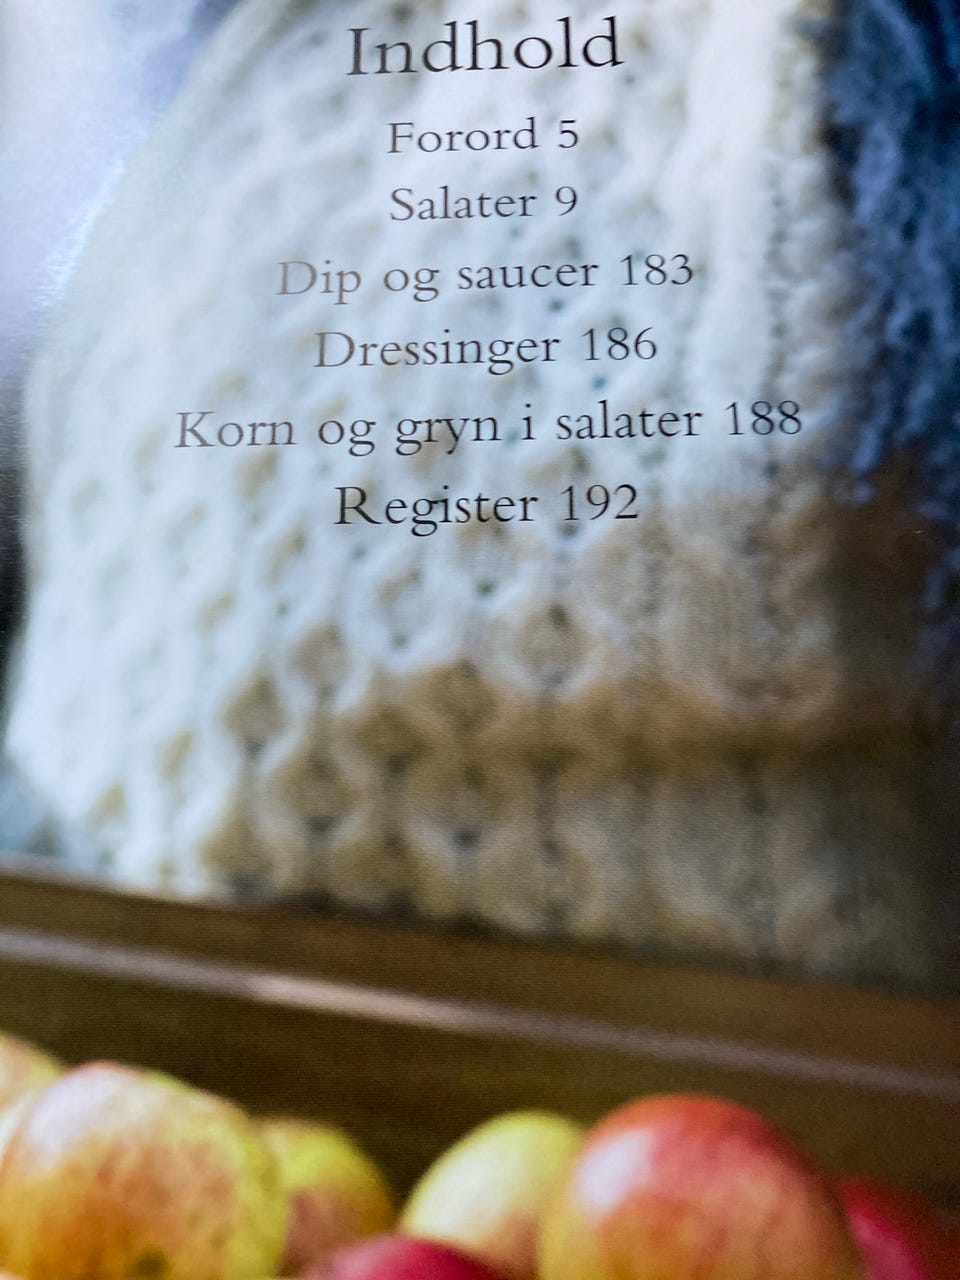 Indhold
Forord 5
Salater 9
Dip og saucer 183
Dressinger 186
Korn og gryn i salater 188
Register 192